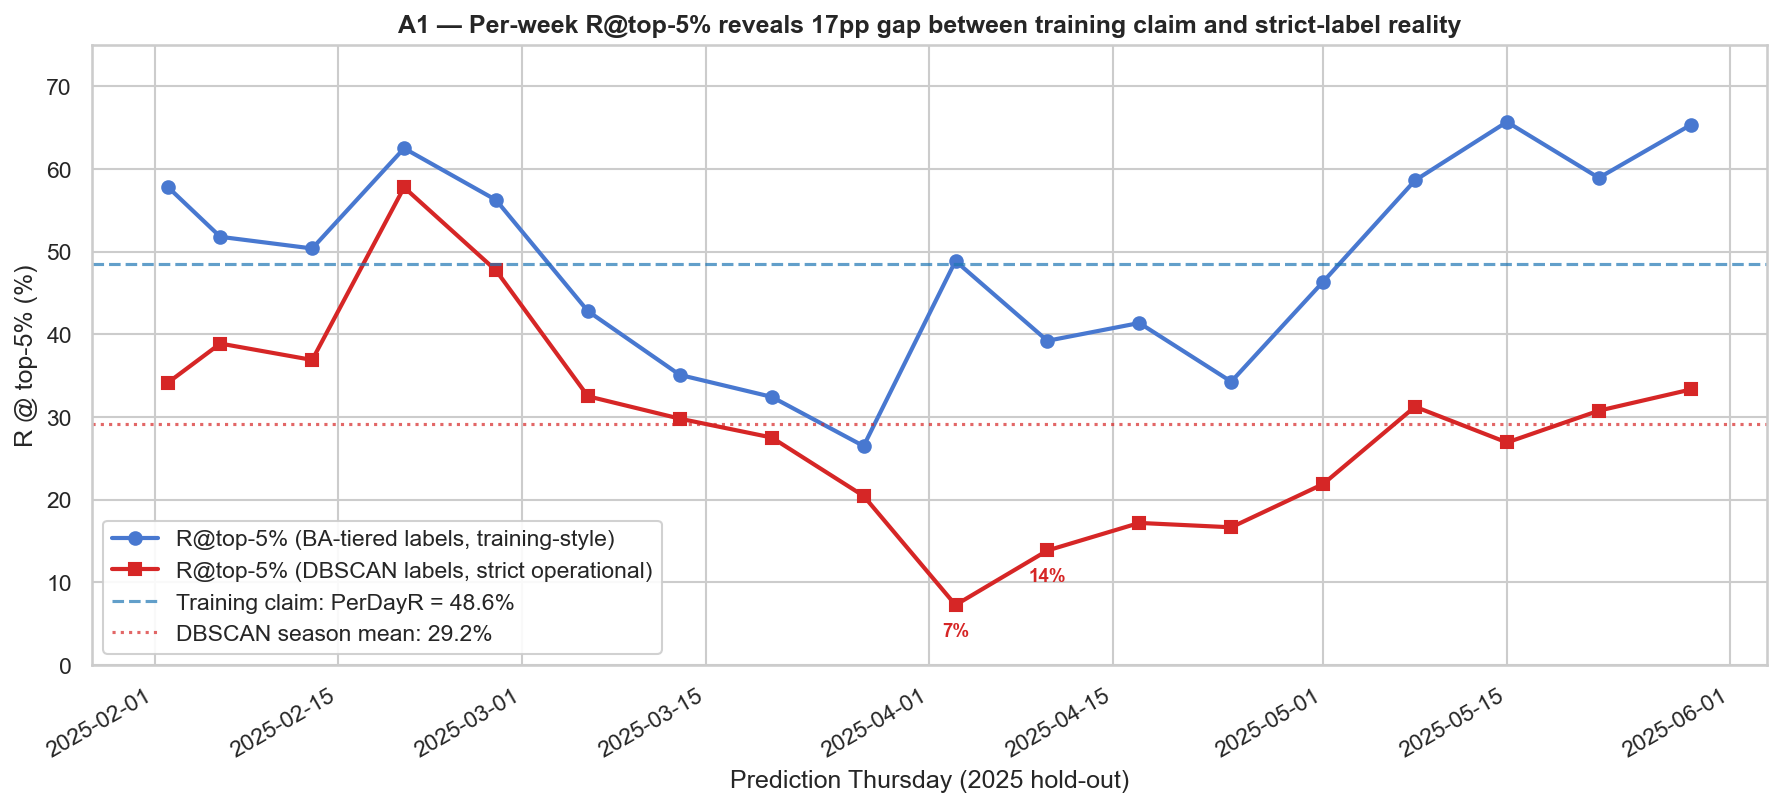 A1 — Per-week R@top-5% reveals 17pp gap between training claim and strict-label reality
R @ top-5% (%)
70
60
50
40
30
20
10
0
14%
7%
R@top-5% (BA-tiered labels, training-style)
R@top-5% (DBSCAN labels, strict operational)
Training claim: PerDayR = 48.6%
DBSCAN season mean: 29.2%
2025-02-01
2025-02-15
2025-03-01
2025-03-15
2025-04-01
2025-04-15
2025-05-01
2025-05-15
2025-06-01
Prediction Thursday (2025 hold-out)